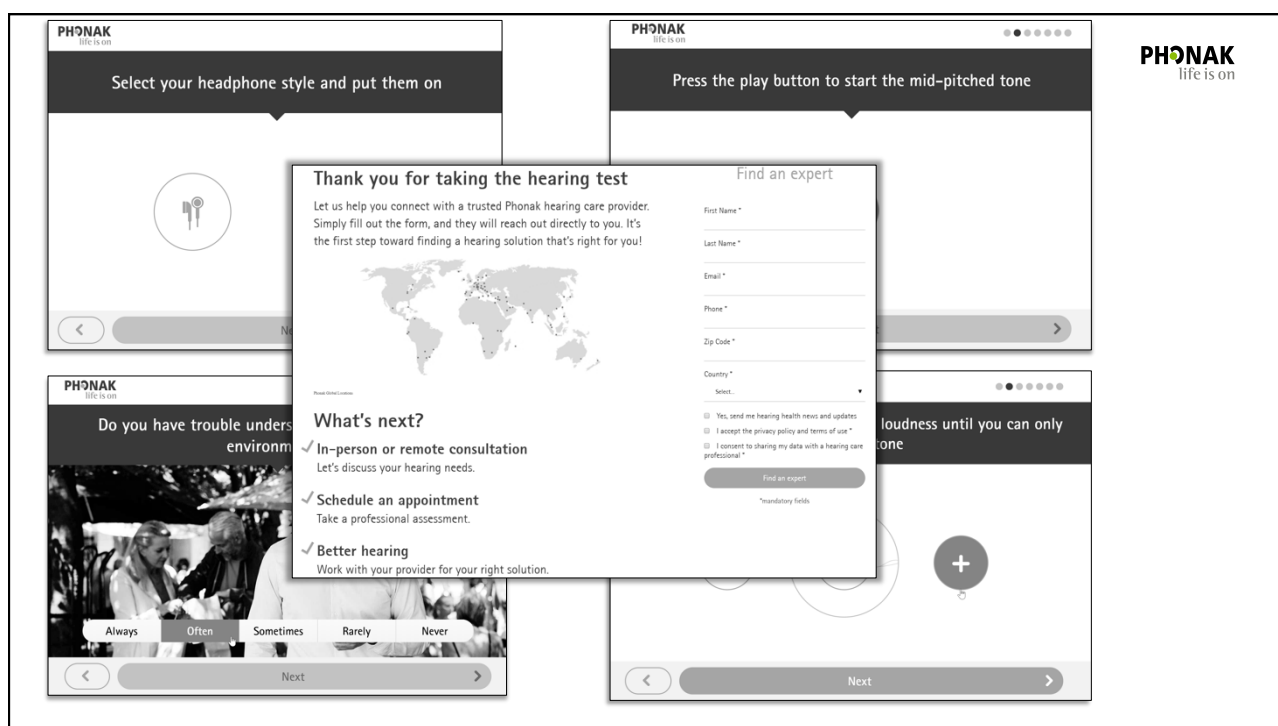 PHONAK
life is on
Select your headphone style and put them on
PHONAK
life is on
Press the play button to start the mid-pitched tone
PHONAK
life is on
Thank you for taking the hearing test
Let us help you connect with a trusted Phonak hearing care provider.
Simply fill out the form, and they will reach out directly to you. It's
the first step toward finding a hearing solution that's right for you!
What's next?
In-person or remote consultation
Let's discuss your hearing needs.
Schedule an appointment
Take a professional assessment.
Better hearing
Work with your provider for your right solution.
Find an expert
First Name *
Last Name *
Email *
Phone *
Zip Code *
Country *
Select...
Yes, send me hearing health news and updates
I accept the privacy policy and terms of use *
I consent to sharing my data with a hearing care
professional *
Find an expert
*mandatory fields
PHONAK
life is on
Do you have trouble
Always
Often
Sometimes
Rarely
Never
Next
loudness until you can only
Next